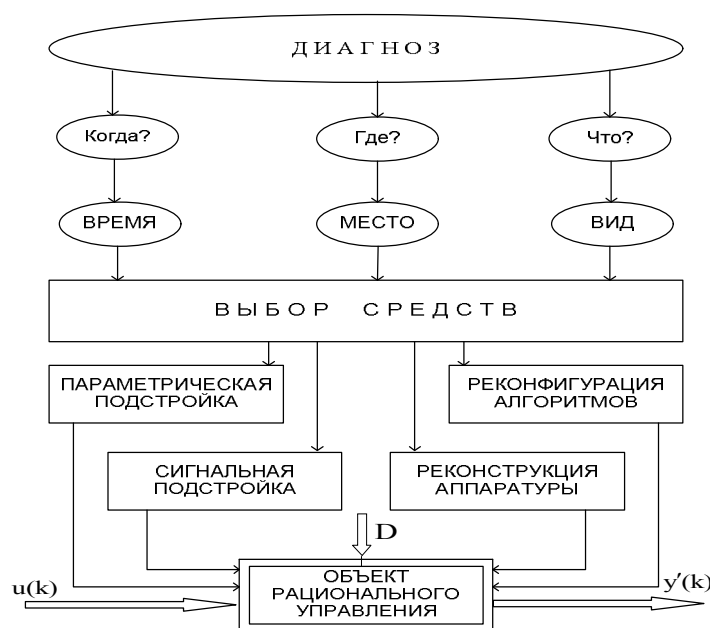 ДИАГНОЗ
Когда?
Где?
Что?
ВРЕМЯ
МЕСТО
ВИД
ВЫБОР СРЕДСТВ
ПАРАМЕТРИЧЕСКАЯ
ПОДСТРОЙКА
РЕКОНФИГУРАЦИЯ
АЛГОРИТМОВ
СИГНАЛЬНАЯ
ПОДСТРОЙКА
РЕКОНСТРУКЦИЯ
АППАРАТУРЫ
D
u(k)
ОБЪЕКТ
РАЦИОНАЛЬНОГО
УПРАВЛЕНИЯ
y'(k)